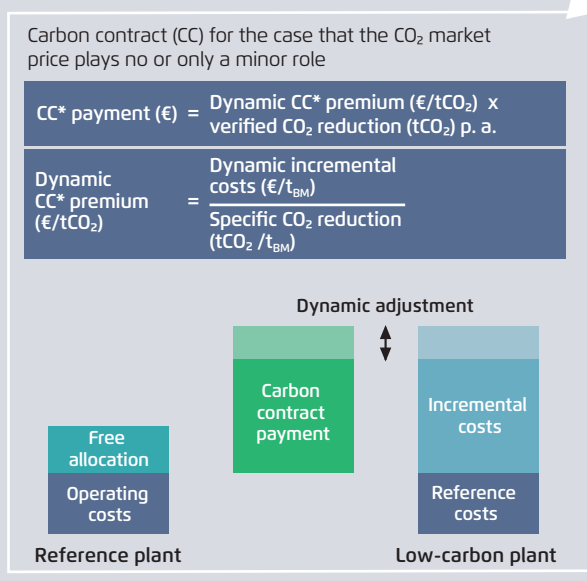 Carbon contract (CC) for the case that the CO₂ market
price plays no or only a minor role
CC* payment (€) = Dynamic CC* premium (€/tCO₂) x
verified CO₂ reduction (tCO₂) p. a.
Dynamic
CC* premium
(€/tCO₂)
=
Dynamic incremental
costs (€/t_BM)
Specific CO₂ reduction
(tCO₂ /t_BM)
Dynamic adjustment
Carbon
contract
payment
Incremental
costs
Free
allocation
Operating
costs
Reference
costs
Reference plant
Low-carbon plant